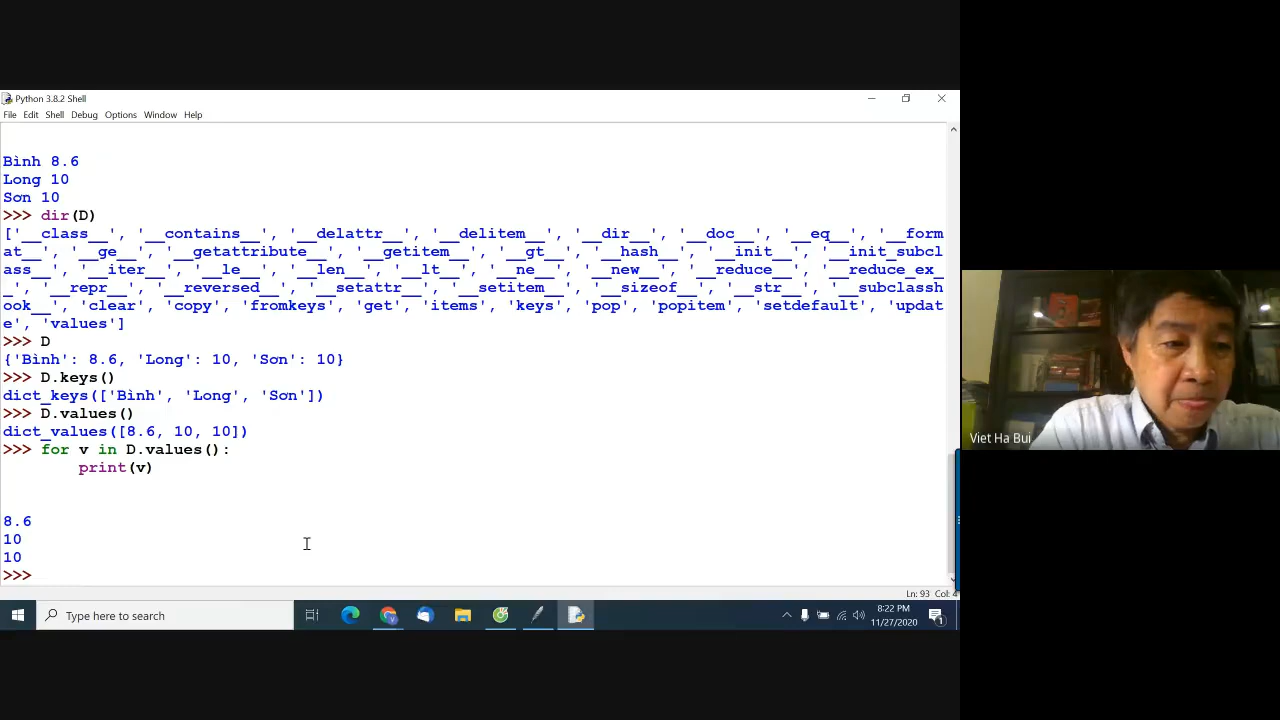 Python 3.8.2 Shell
File Edit Shell Debug Options Window Help
Bình 8.6
Long 10
Sơn 10
>>> dir(D)
['__class__', '__contains__', '__delattr__', '__delitem__', '__dir__', '__doc__', '__eq__', '__form
at__', '__ge__', '__getattribute__', '__getitem__', '__gt__', '__hash__', '__init__', '__init_subcl
ass__', '__iter__', '__le__', '__len__', '__lt__', '__ne__', '__new__', '__reduce__', '__reduce_ex_
_', '__repr__', '__reversed__', '__setattr__', '__setitem__', '__sizeof__', '__str__', '__subclassh
ook__', 'clear', 'copy', 'fromkeys', 'get', 'items', 'keys', 'pop', 'popitem', 'setdefault', 'updat
e', 'values']
>>> D
{'Bình': 8.6, 'Long': 10, 'Sơn': 10}
>>> D.keys()
dict_keys(['Bình', 'Long', 'Sơn'])
>>> D.values()
dict_values([8.6, 10, 10])
>>> for v in D.values():
print(v)
8.6
10
10
>>>
Ln: 93 Col: 4
Viet Ha Bui
Type here to search
8:22 PM
11/27/2020
1